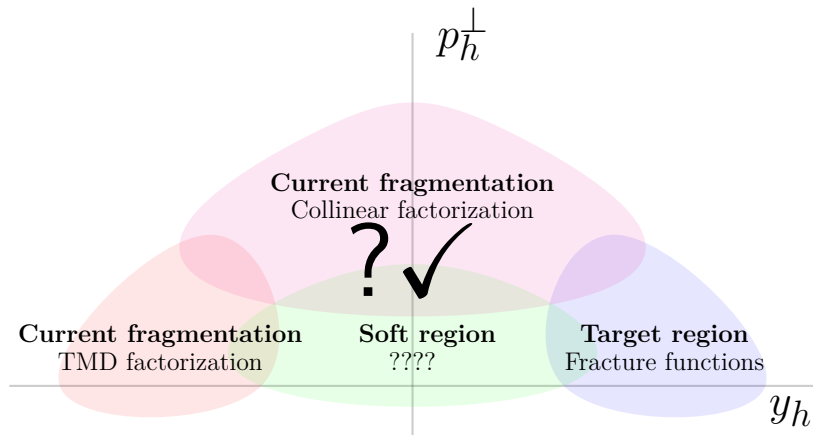 p_h^⊥
Current fragmentation
Collinear factorization
?✓
Current fragmentation
TMD factorization
Soft region
????
Target region
Fracture functions
y_h